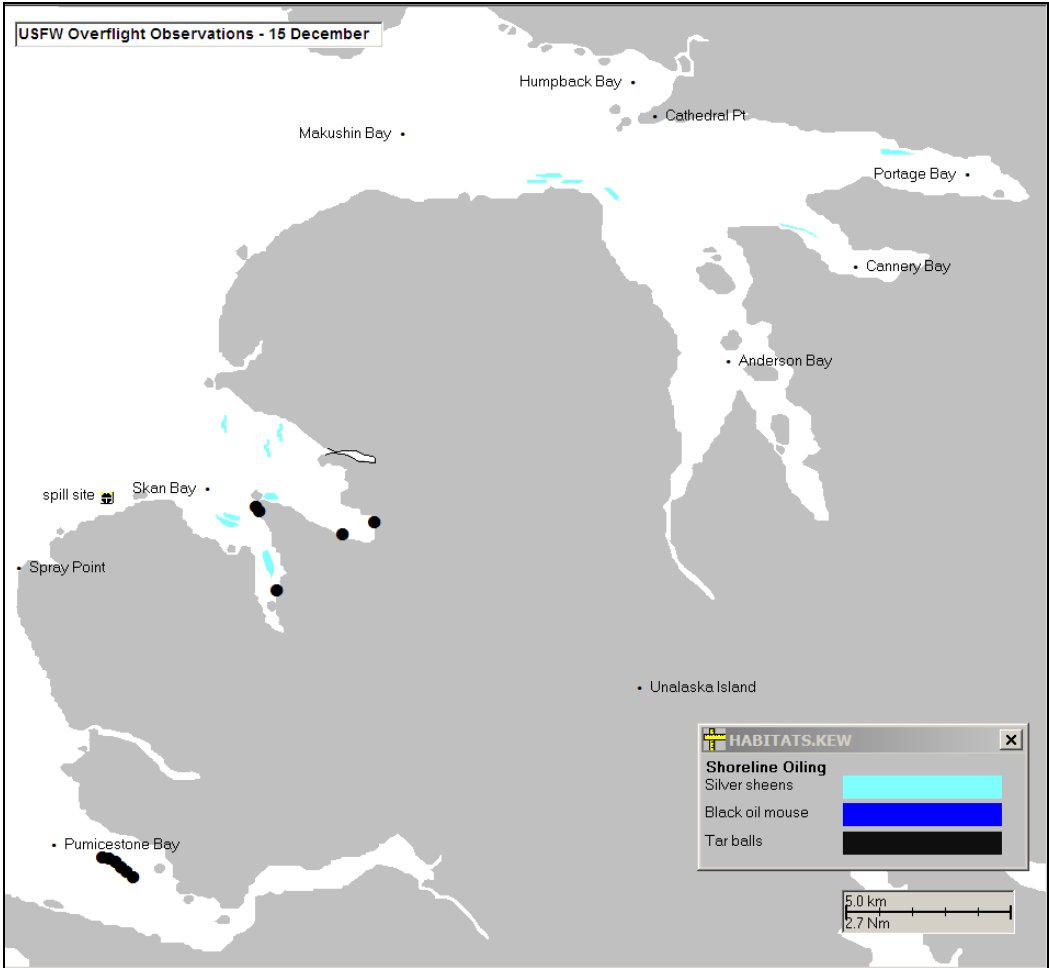 USFW Overflight Observations - 15 December
Humpback Bay
Cathedral Pt
Makushin Bay
Portage Bay
Cannery Bay
Anderson Bay
Skan Bay
spill site
Spray Point
Unalaska Island
HABITATS.KEW
Shoreline Oiling
Silver sheens
Black oil mouse
Tar balls
Pumicestone Bay
5.0 km
2.7 Nm